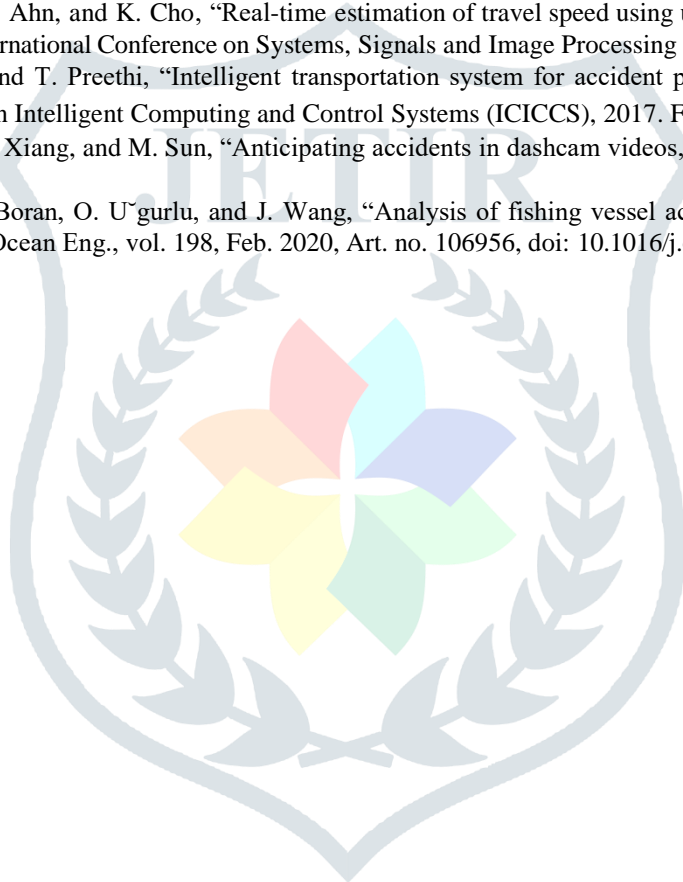 Ahn, and K. Cho, “Real-time estimation of travel speed using
ernational Conference on Systems, Signals and Image Processing
nd T. Preethi, “Intelligent transportation system for accident p
n Intelligent Computing and Control Systems (ICICCS), 2017. F
Xiang, and M. Sun, “Anticipating accidents in dashcam videos,
Boran, O. U˘gurlu, and J. Wang, “Analysis of fishing vessel ac
Ocean Eng., vol. 198, Feb. 2020, Art. no. 106956, doi: 10.1016/j.
JETIR